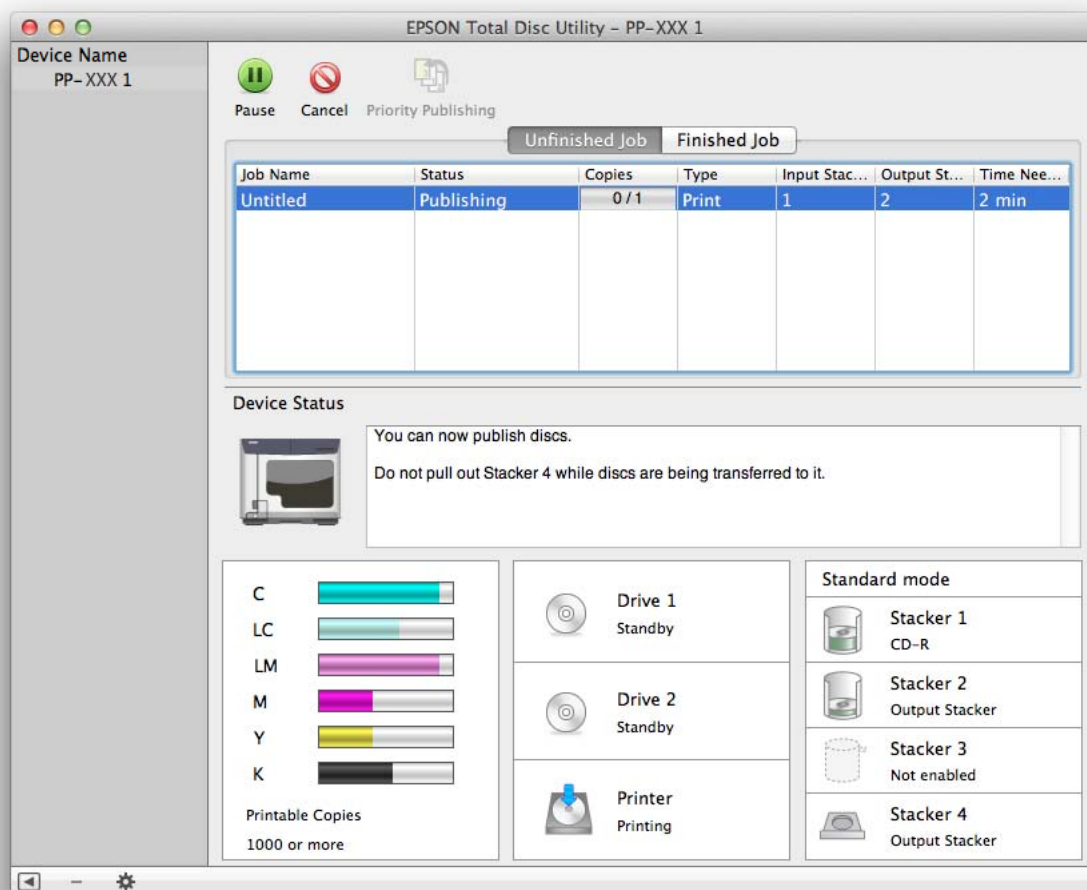 EPSON Total Disc Utility - PP-XXX 1
Device Name
PP-XXX 1
Pause Cancel Priority Publishing
Unfinished Job Finished Job
Job Name Status Copies Type Input Stac... Output St... Time Nee...
Untitled Publishing 0 / 1 Print 1 2 2 min
Device Status
You can now publish discs.
Do not pull out Stacker 4 while discs are being transferred to it.
C
LC
LM
M
Y
K
Printable Copies
1000 or more
Drive 1
Standby
Drive 2
Standby
Printer
Printing
Standard mode
Stacker 1
CD-R
Stacker 2
Output Stacker
Stacker 3
Not enabled
Stacker 4
Output Stacker